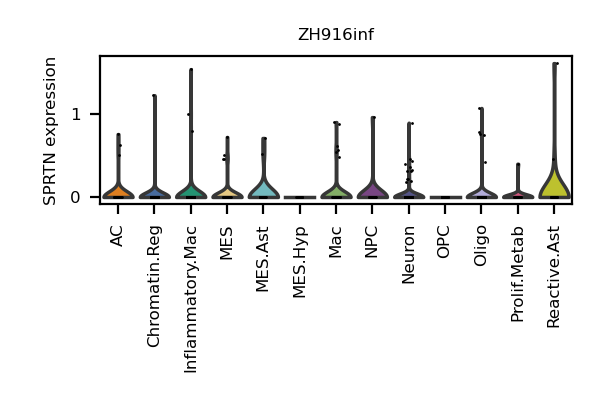 ZH916inf
SPRTN expression
1
0
AC
Chromatin.Reg
Inflammatory.Mac
MES
MES.Ast
MES.Hyp
Mac
NPC
Neuron
OPC
Oligo
Prolif.Metab
Reactive.Ast